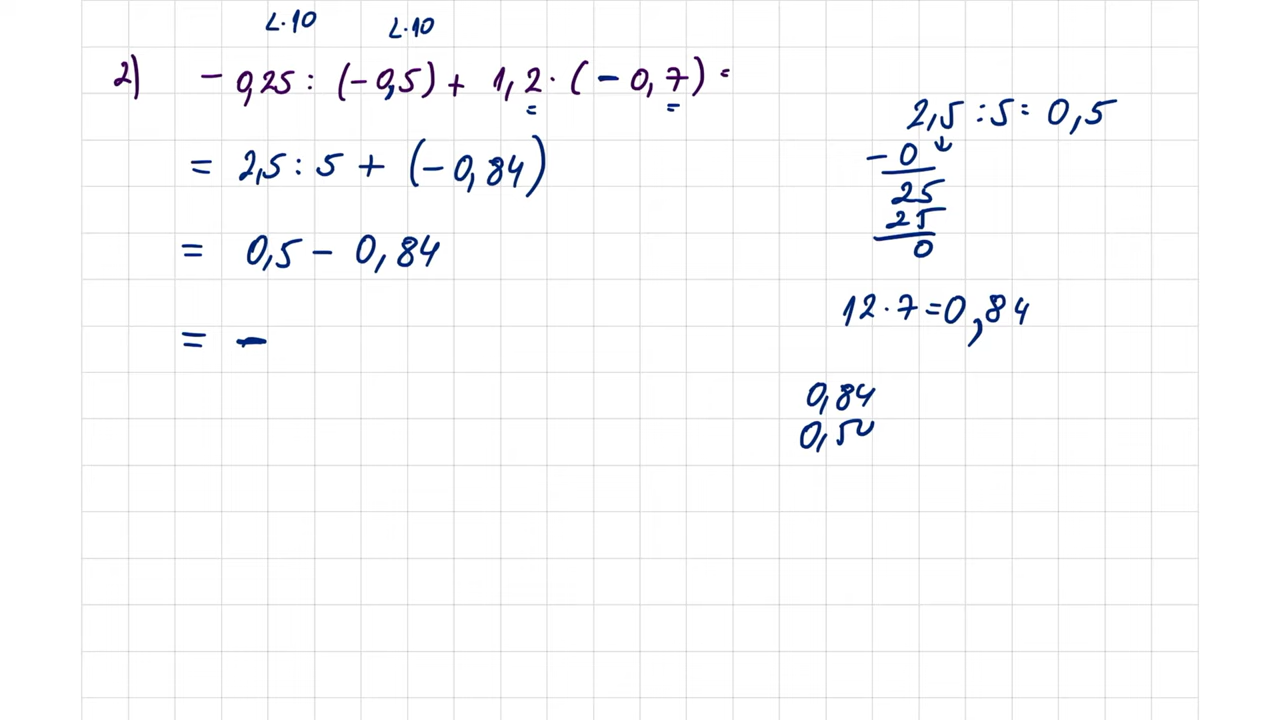 ∠·10 ∠·10
2) - 0,25 : (- 0,5) + 1,2 · (- 0,7) =
= 2,5 : 5 + (- 0,84)
= 0,5 - 0,84
= -
2,5 : 5 = 0,5
- 0
25
25
0
12 · 7 = 0,84
0,84
0,50